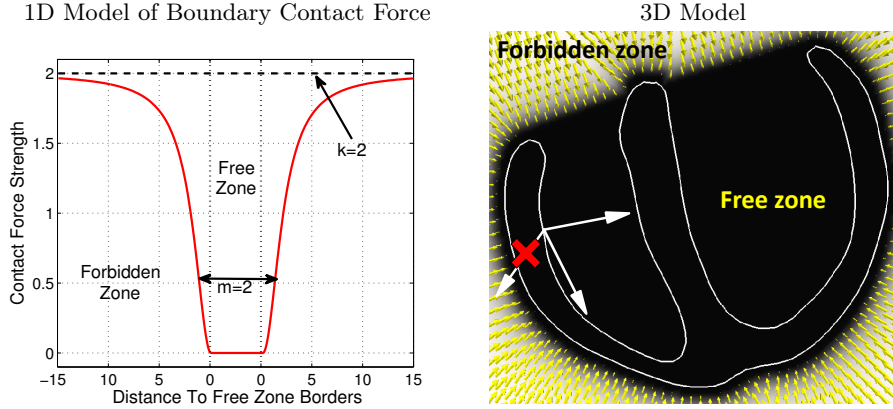 1D Model of Boundary Contact Force
3D Model
Contact Force Strength
2
1.5
1
0.5
0
k=2
Free
Zone
Forbidden
Zone
m=2
−15 10 5 0 0 5 10 15
Distance To Free Zone Borders
Forbidden zone
Free zone